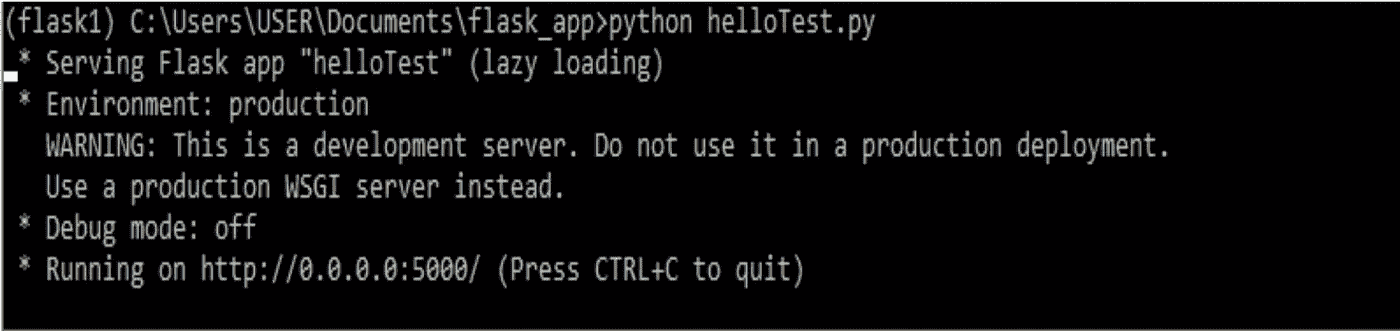 (flask1) C:\Users\USER\Documents\flask_app>python helloTest.py
* Serving Flask app "helloTest" (lazy loading)
* Environment: production
WARNING: This is a development server. Do not use it in a production deployment.
Use a production WSGI server instead.
* Debug mode: off
* Running on http://0.0.0.0:5000/ (Press CTRL+C to quit)